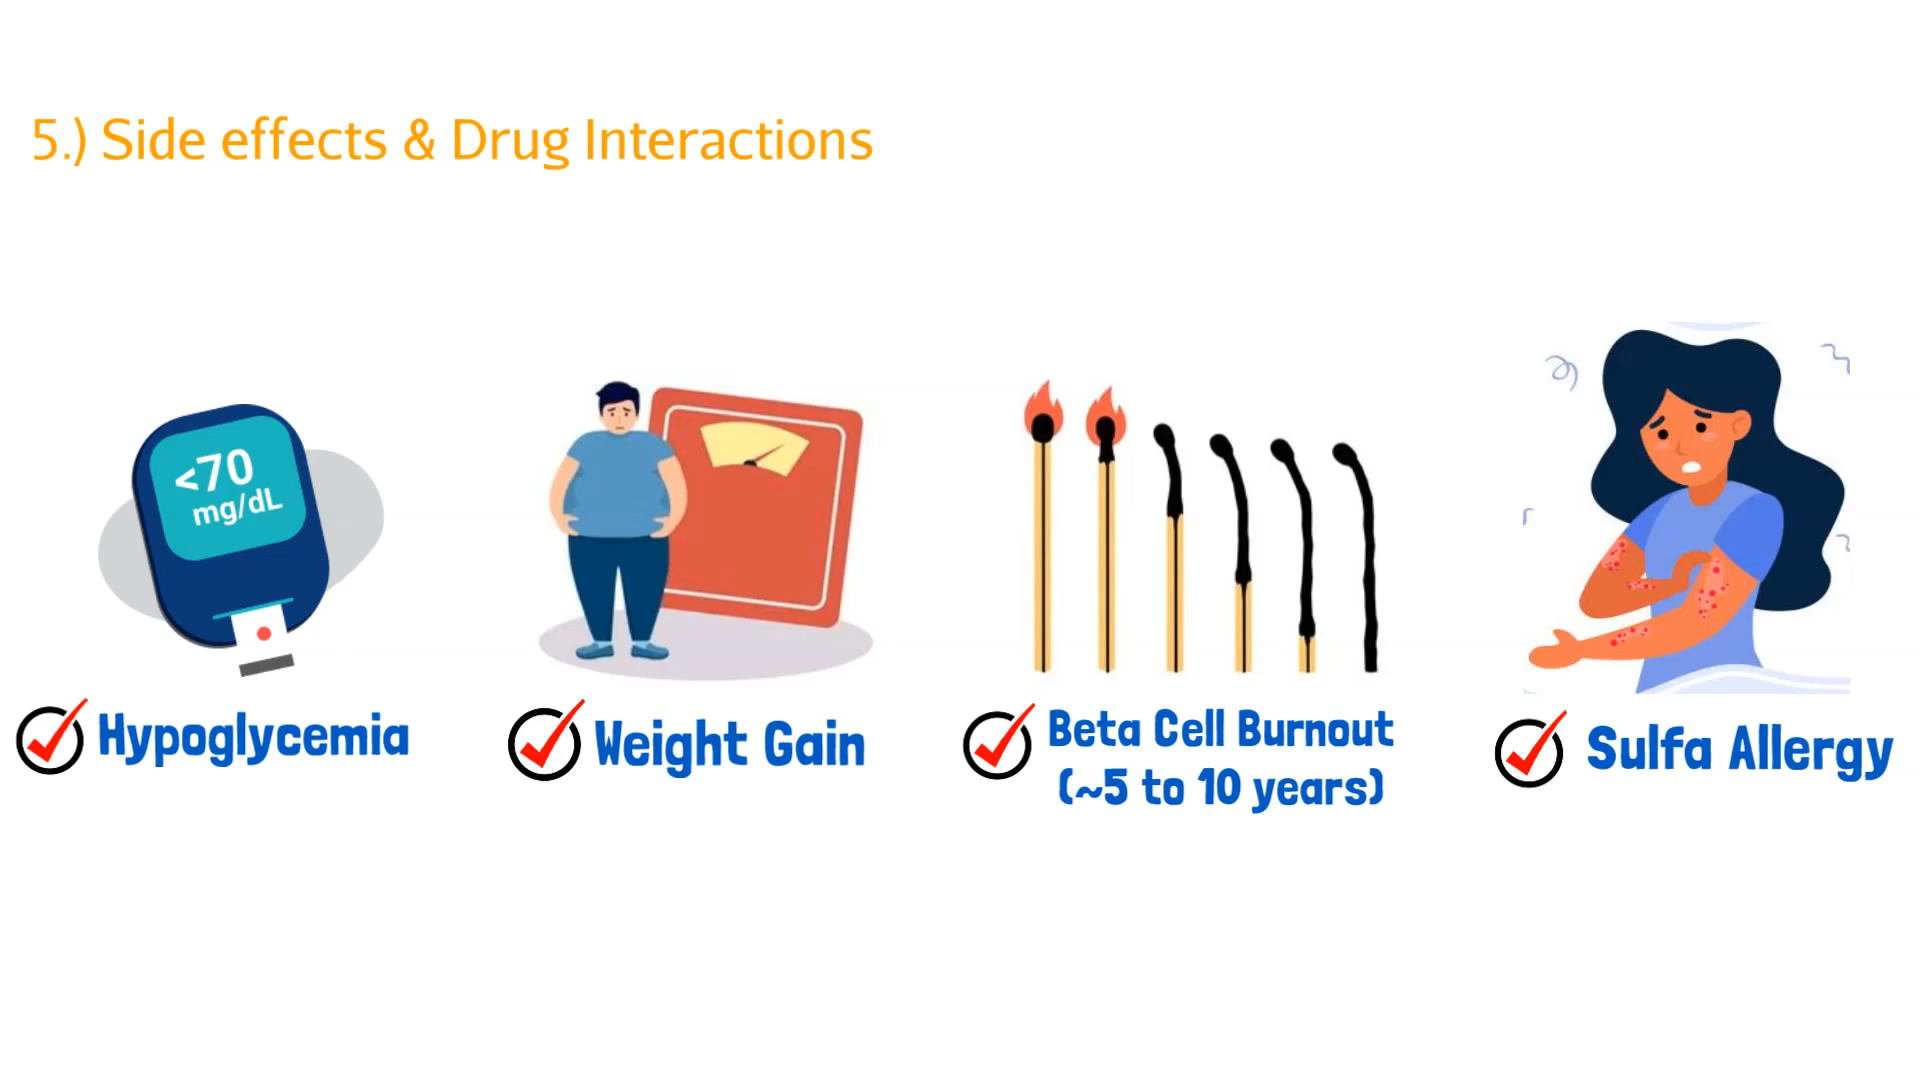 5.) Side effects & Drug Interactions
<70
mg/dL
Hypoglycemia
Weight Gain
Beta Cell Burnout
(~5 to 10 years)
Sulfa Allergy